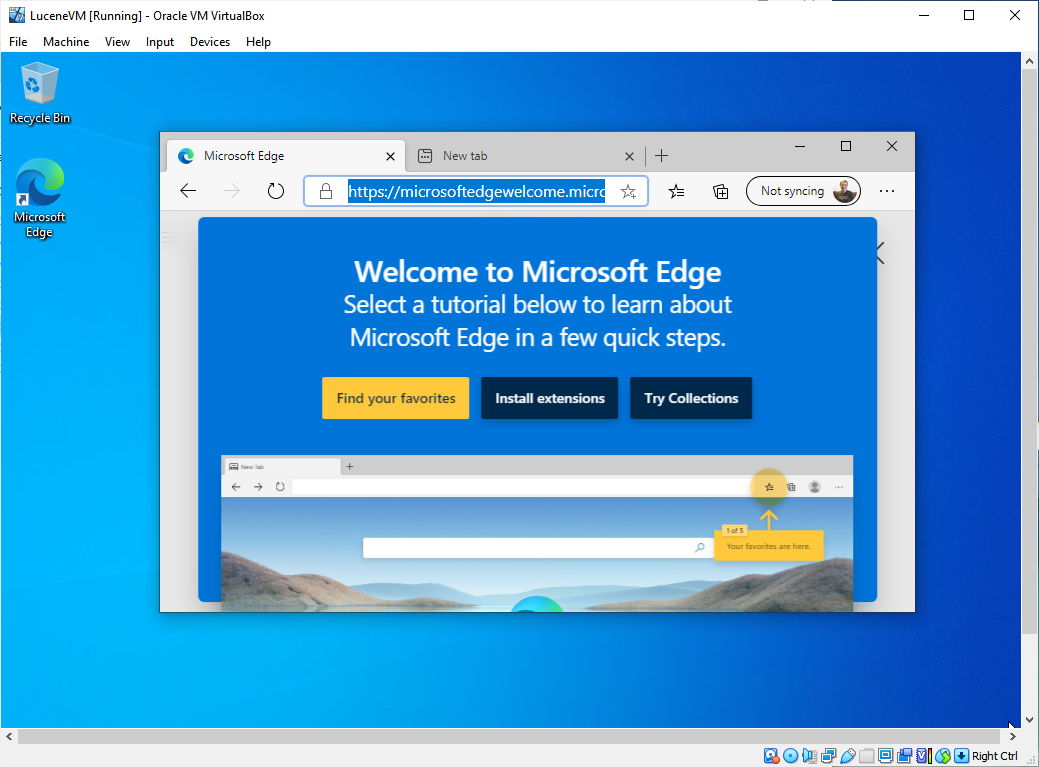 LuceneVM [Running] - Oracle VM VirtualBox
File Machine View Input Devices Help
Recycle Bin
Microsoft Edge
New tab
https://microsoftedgewelcome.micro
Not syncing
Microsoft
Edge
Welcome to Microsoft Edge
Select a tutorial below to learn about
Microsoft Edge in a few quick steps.
Find your favorites
Install extensions
Try Collections
New Tab
1 of 5
Your favorites are here.
Right Ctrl